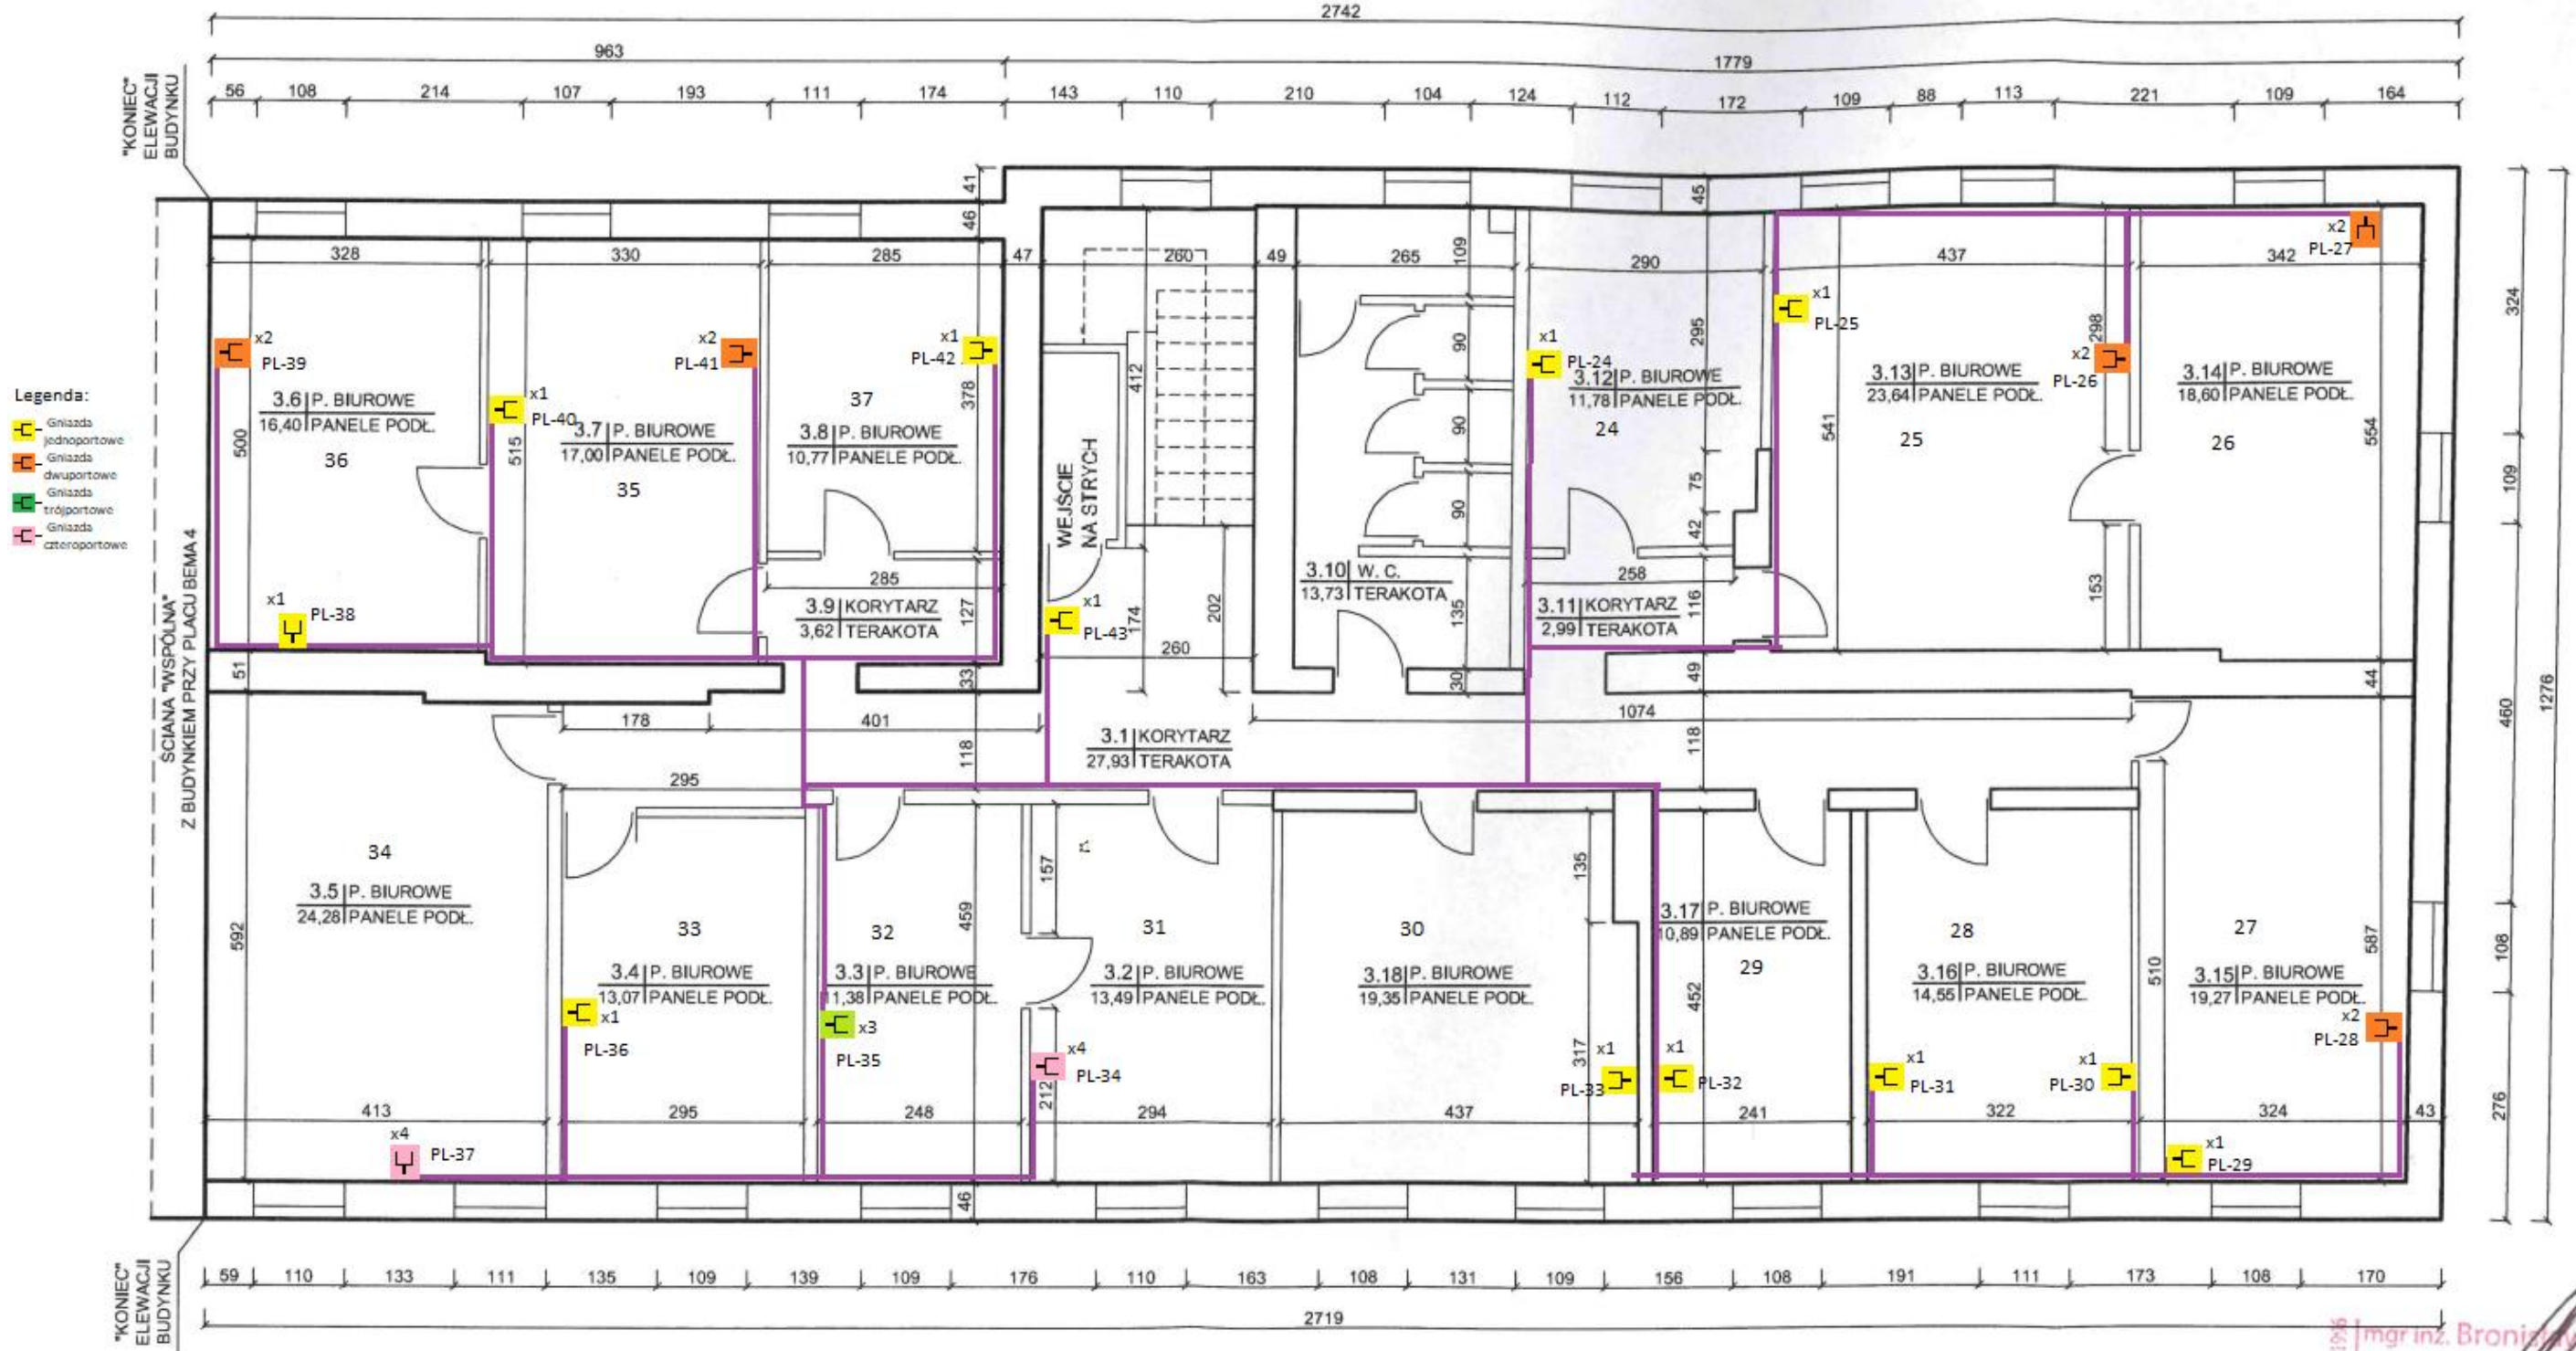 2742
963
1779
56 108 214 107 193 111 174 143 110 210 104 124 112 172 109 88 113 221 109 164
"KONIEC"
ELEWACJI
BUDYNKU
41
46
45
328
330
285
47
260
49
265
109
290
437
342
x2
PL-27
324
x1
PL-25
298
x2
PL-39
x2
PL-41
x1
PL-42
x1
PL-24
x2
PL-26
295
412
378
90
90
90
Legenda:
Gniazda
jednoportowe
Gniazda
dwuportowe
Gniazda
trójportowe
Gniazda
czteroportowe
3.6 P. BIUROWE
16,40 PANELE PODŁ.
36
500
x1
PL-40
515
3.7 P. BIUROWE
17,00 PANELE PODŁ.
35
37
3.8 P. BIUROWE
10,77 PANELE PODŁ.
WEJŚCIE
NA STRYCH
3.12 P. BIUROWE
11,78 PANELE PODŁ.
24
541
3.13 P. BIUROWE
23,64 PANELE PODŁ.
25
3.14 P. BIUROWE
18,60 PANELE PODŁ.
26
554
109
75
42
x1
PL-38
285
3.9 KORYTARZ
3,62 TERAKOTA
127
x1
PL-43
174
202
260
3.10 W. C.
13,73 TERAKOTA
135
258
3.11 KORYTARZ
2,99 TERAKOTA
116
153
ŚCIANA "WSPÓLNA"
Z BUDYNKIEM PRZY PLACU BEMA 4
51
33
30
49
44
178
401
1074
3.1 KORYTARZ
27,93 TERAKOTA
118
118
460
1276
295
34
3.5 P. BIUROWE
24,28 PANELE PODŁ.
592
x1
157
135
33
3.4 P. BIUROWE
13,07 PANELE PODŁ.
32
459
3.3 P. BIUROWE
11,38 PANELE PODŁ.
31
3.2 P. BIUROWE
13,49 PANELE PODŁ.
30
3.18 P. BIUROWE
19,35 PANELE PODŁ.
3.17 P. BIUROWE
10,89 PANELE PODŁ.
29
28
3.16 P. BIUROWE
14,55 PANELE PODŁ.
27
3.15 P. BIUROWE
19,27 PANELE PODŁ.
587
108
510
452
x1
PL-36
x3
PL-35
x4
PL-34
212
317
x1
PL-33
x1
PL-32
x1
PL-31
x1
PL-30
x2
PL-28
413
295
248
294
437
241
322
324
43
276
x4
PL-37
x1
PL-29
46
"KONIEC"
ELEWACJI
BUDYNKU
59 110 133 111 135 109 139 109 176 110 163 108 131 109 156 108 191 111 173 108 170
2719
mgr inż.